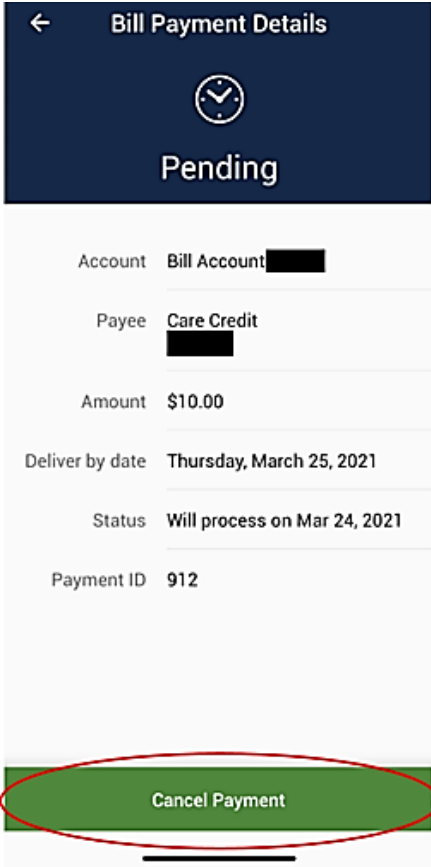 Bill Payment Details
Pending
Account Bill Account
Payee Care Credit
Amount $10.00
Deliver by date Thursday, March 25, 2021
Status Will process on Mar 24, 2021
Payment ID 912
Cancel Payment